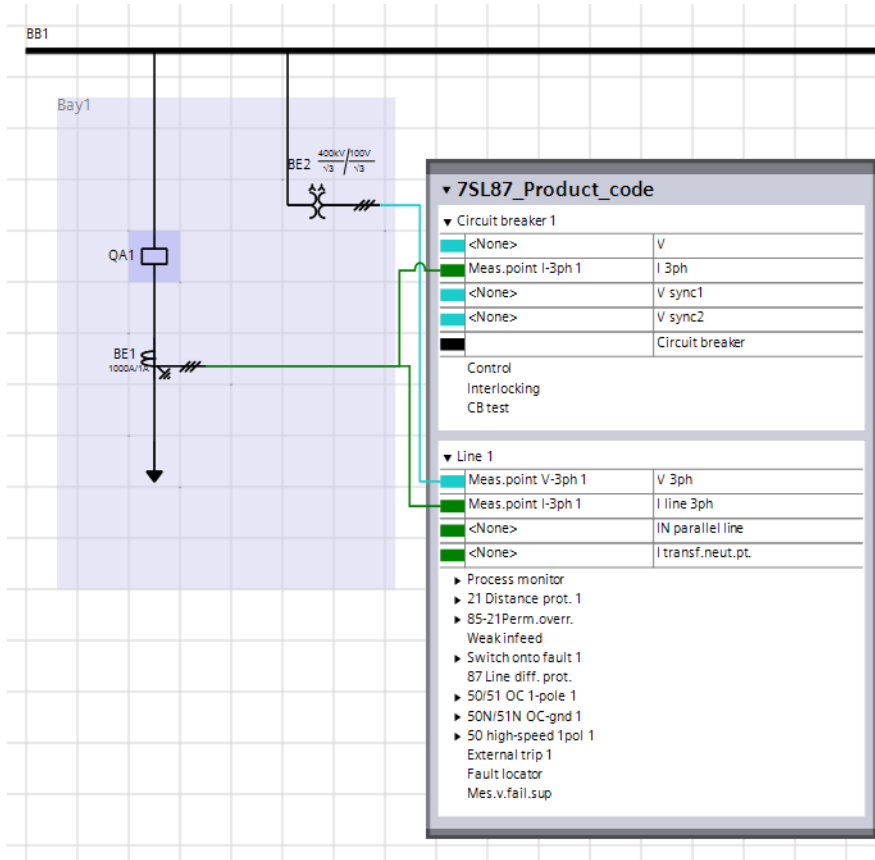 BB1
Bay1
BE2 400kV/√3 / 100V/√3
QA1
BE1
1000A/1A
▾ 7SL87_Product_code
▾ Circuit breaker 1
<None> V
Meas.point I-3ph 1 I 3ph
<None> V sync1
<None> V sync2
Circuit breaker
Control
Interlocking
CB test
▾ Line 1
Meas.point V-3ph 1 V 3ph
Meas.point I-3ph 1 I line 3ph
<None> IN parallel line
<None> I transf.neut.pt.
▸ Process monitor
▸ 21 Distance prot. 1
▸ 85-21Perm.overr.
Weak infeed
▸ Switch onto fault 1
87 Line diff. prot.
▸ 50/51 OC 1-pole 1
▸ 50N/51N OC-gnd 1
▸ 50 high-speed 1pol 1
External trip 1
Fault locator
Mes.v.fail.sup